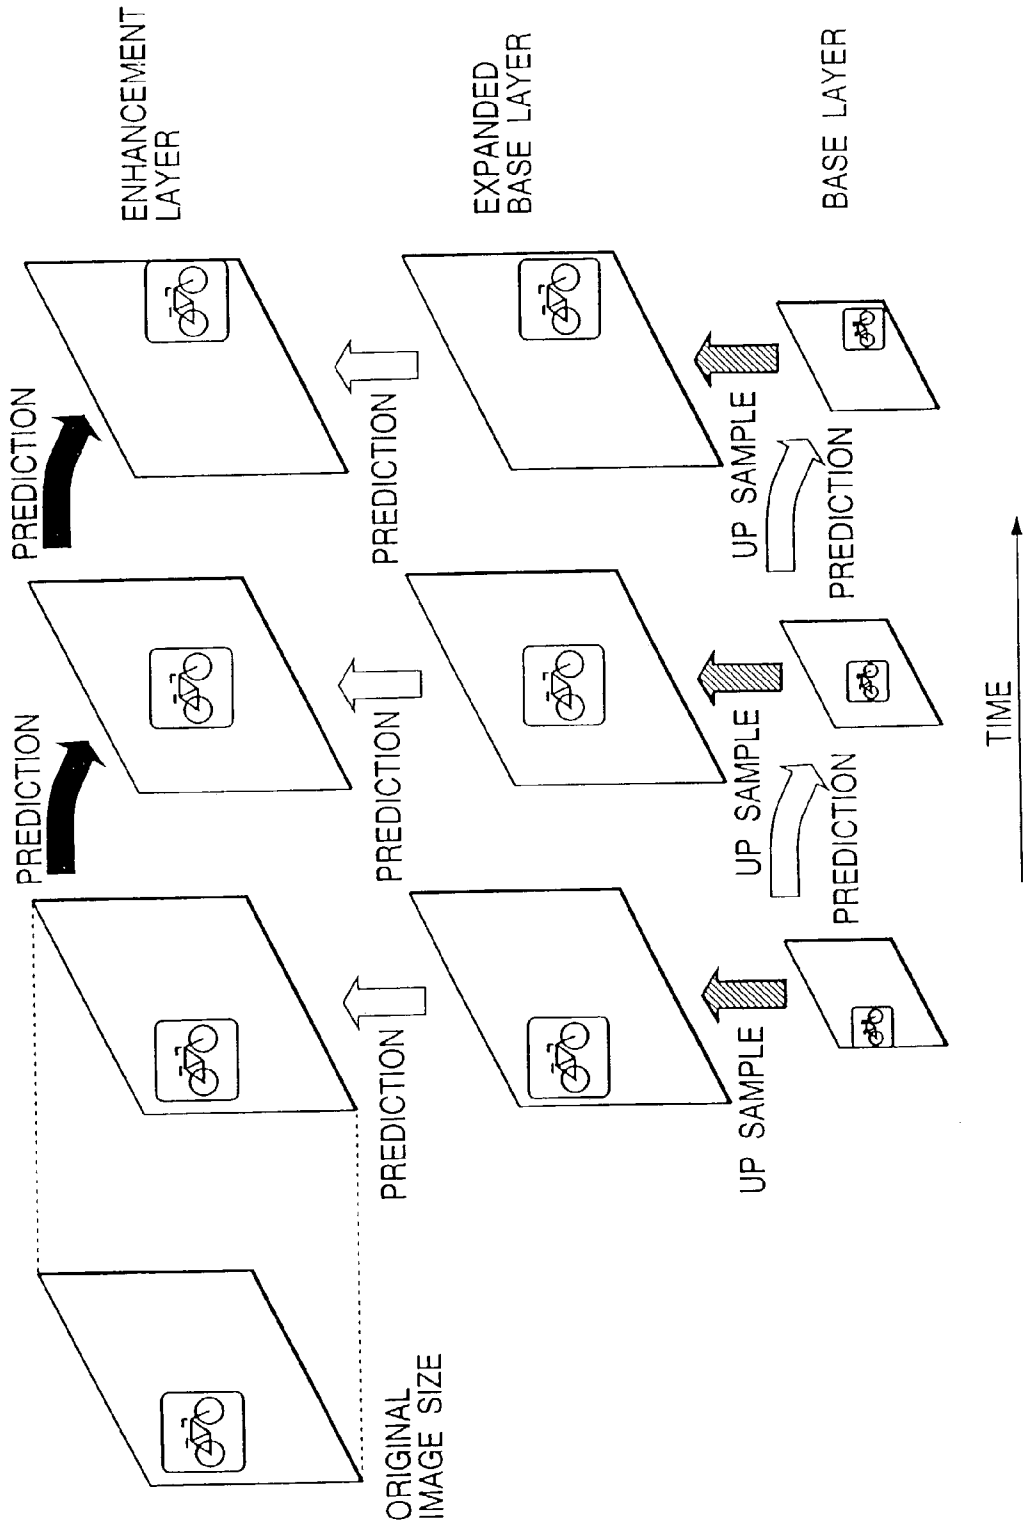 PREDICTION
PREDICTION
ENHANCEMENT
LAYER
ORIGINAL
IMAGE SIZE
PREDICTION
PREDICTION
PREDICTION
EXPANDED
BASE LAYER
UP SAMPLE
UP SAMPLE
UP SAMPLE
PREDICTION
PREDICTION
BASE LAYER
TIME